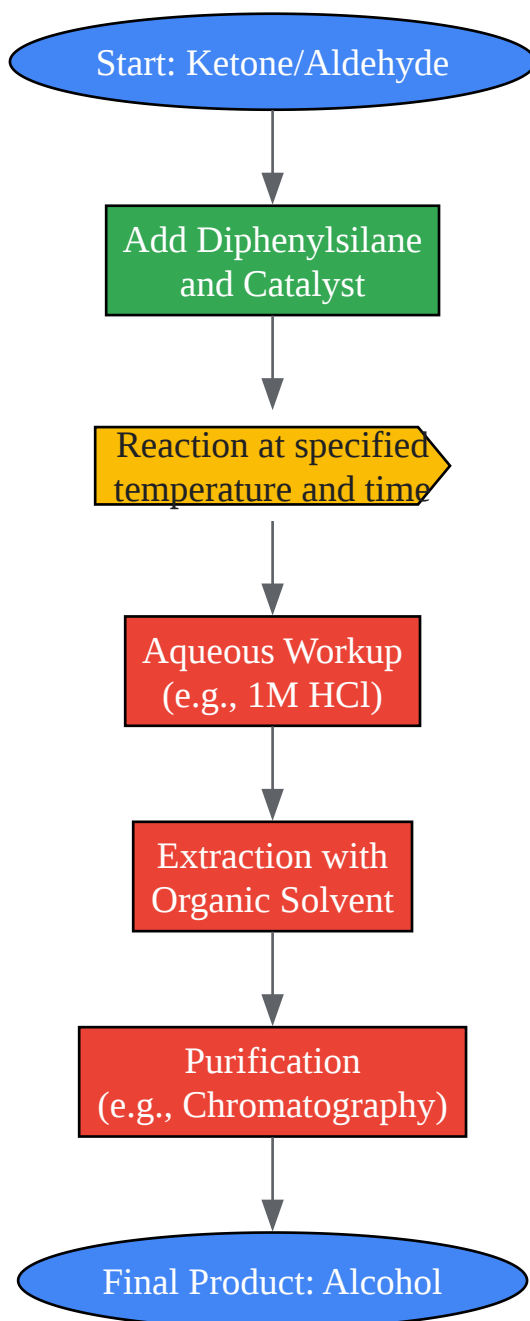 Start: Ketone/Aldehyde
Add Diphenylsilane
and Catalyst
Reaction at specified
temperature and time
Aqueous Workup
(e.g., 1M HCl)
Extraction with
Organic Solvent
Purification
(e.g., Chromatography)
Final Product: Alcohol